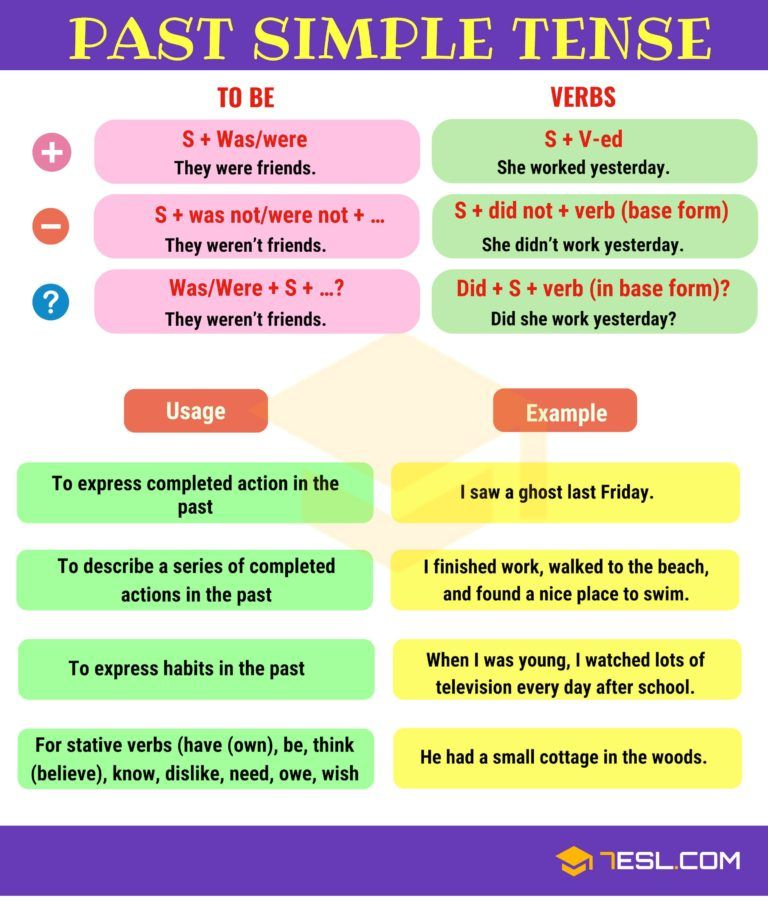 PAST SIMPLE TENSE
TO BE
VERBS
S + Was/were
They were friends.
S + V-ed
She worked yesterday.
S + was not/were not + ...
They weren't friends.
S + did not + verb (base form)
She didn't work yesterday.
?
Was/Were + S + ...?
They weren't friends.
Did + S + verb (in base form)?
Did she work yesterday?
Usage
Example
To express completed action in the
past
I saw a ghost last Friday.
To describe a series of completed
actions in the past
I finished work, walked to the beach,
and found a nice place to swim.
To express habits in the past
When I was young, I watched lots of
television every day after school.
For stative verbs (have (own), be, think
(believe), know, dislike, need, owe, wish
He had a small cottage in the woods.
7ESL.COM